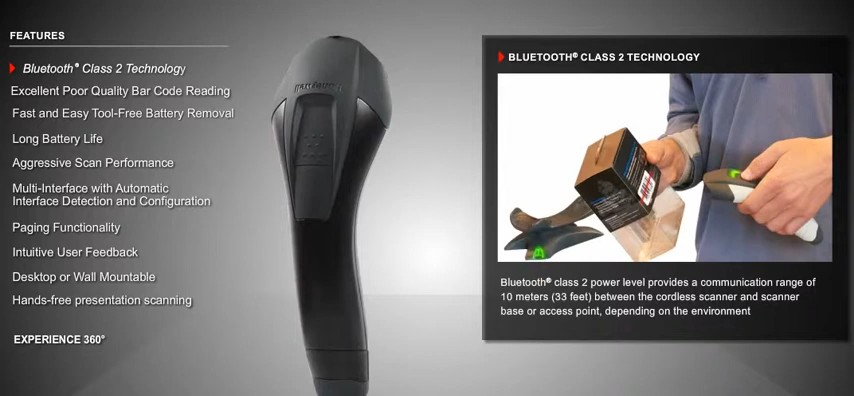 FEATURES
Bluetooth® Class 2 Technology
Excellent Poor Quality Bar Code Reading
Fast and Easy Tool-Free Battery Removal
Long Battery Life
Aggressive Scan Performance
Multi-Interface with Automatic
Interface Detection and Configuration
Paging Functionality
Intuitive User Feedback
Desktop or Wall Mountable
Hands-free presentation scanning
EXPERIENCE 360°
BLUETOOTH® CLASS 2 TECHNOLOGY
Bluetooth® class 2 power level provides a communication range of
10 meters (33 feet) between the cordless scanner and scanner
base or access point, depending on the environment